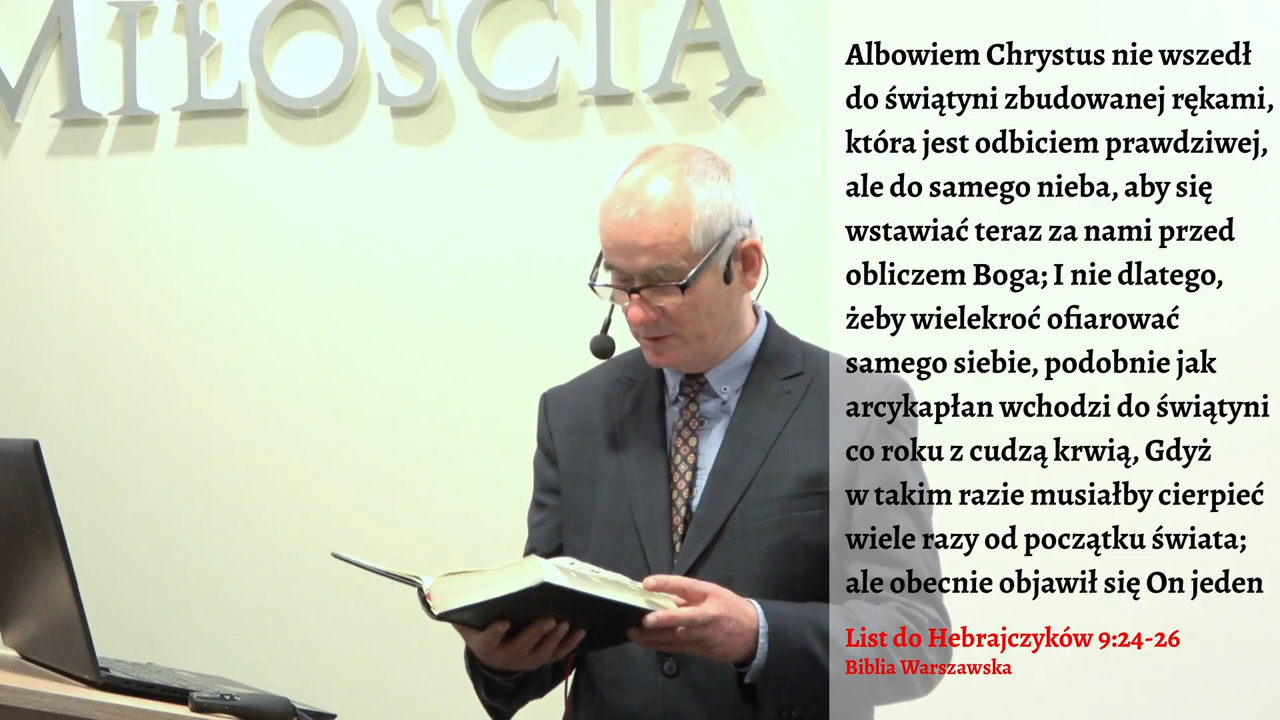 MIŁOŚCIĄ
Albowiem Chrystus nie wszedł
do świątyni zbudowanej rękami,
która jest odbiciem prawdziwej,
ale do samego nieba, aby się
wstawiać teraz za nami przed
obliczem Boga; I nie dlatego,
żeby wielekroć ofiarować
samego siebie, podobnie jak
arcykapłan wchodzi do świątyni
co roku z cudzą krwią, Gdyż
w takim razie musiałby cierpieć
wiele razy od początku świata;
ale obecnie objawił się On jeden
List do Hebrajczyków 9:24-26
Biblia Warszawska